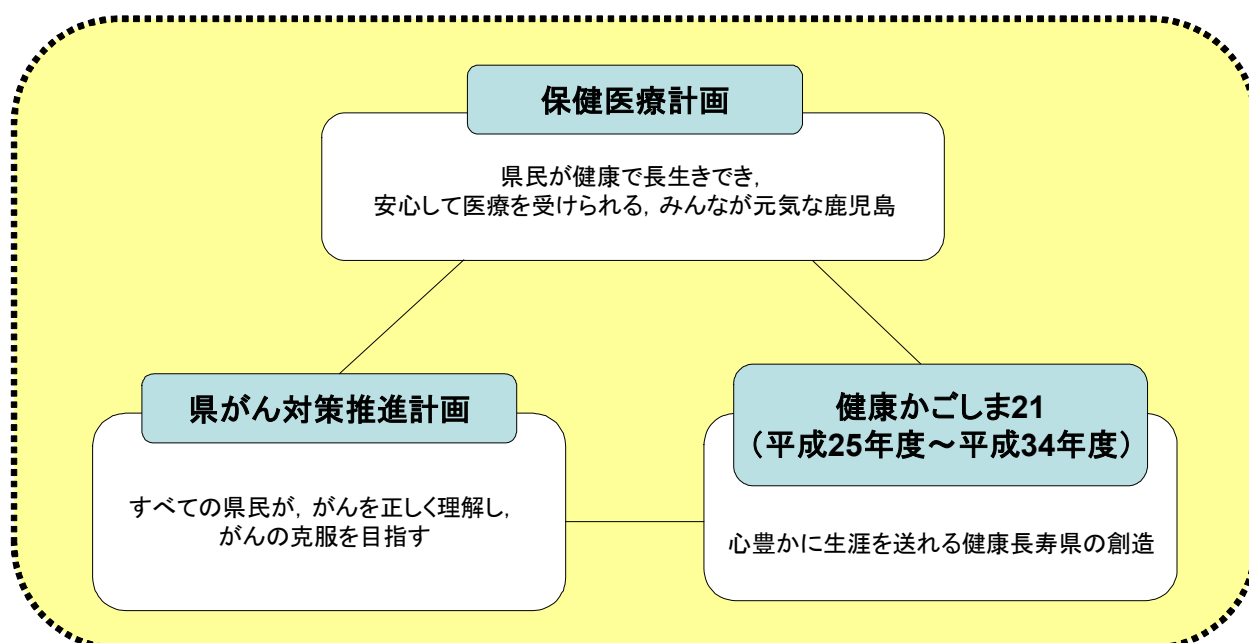 保健医療計画
県民が健康で長生きでき，
安心して医療を受けられる，みんなが元気な鹿児島
県がん対策推進計画
すべての県民が，がんを正しく理解し，
がんの克服を目指す
健康かごしま21
（平成25年度～平成34年度）
心豊かに生涯を送れる健康長寿県の創造